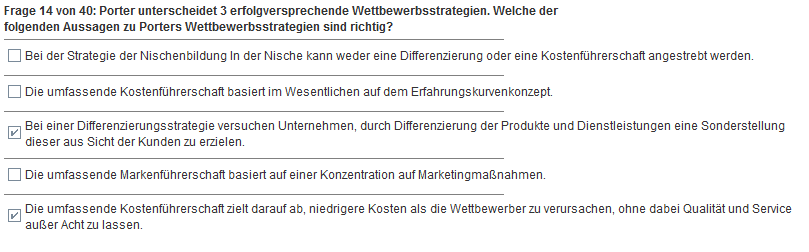 Frage 14 von 40: Porter unterscheidet 3 erfolgversprechende Wettbewerbsstrategien. Welche der
folgenden Aussagen zu Porters Wettbewerbsstrategien sind richtig?
Bei der Strategie der Nischenbildung In der Nische kann weder eine Differenzierung oder eine Kostenführerschaft angestrebt werden.
Die umfassende Kostenführerschaft basiert im Wesentlichen auf dem Erfahrungskurvenkonzept.
Bei einer Differenzierungsstrategie versuchen Unternehmen, durch Differenzierung der Produkte und Dienstleistungen eine Sonderstellung
dieser aus Sicht der Kunden zu erzielen.
Die umfassende Markenführerschaft basiert auf einer Konzentration auf Marketingmaßnahmen.
Die umfassende Kostenführerschaft zielt darauf ab, niedrigere Kosten als die Wettbewerber zu verursachen, ohne dabei Qualität und Service
außer Acht zu lassen.